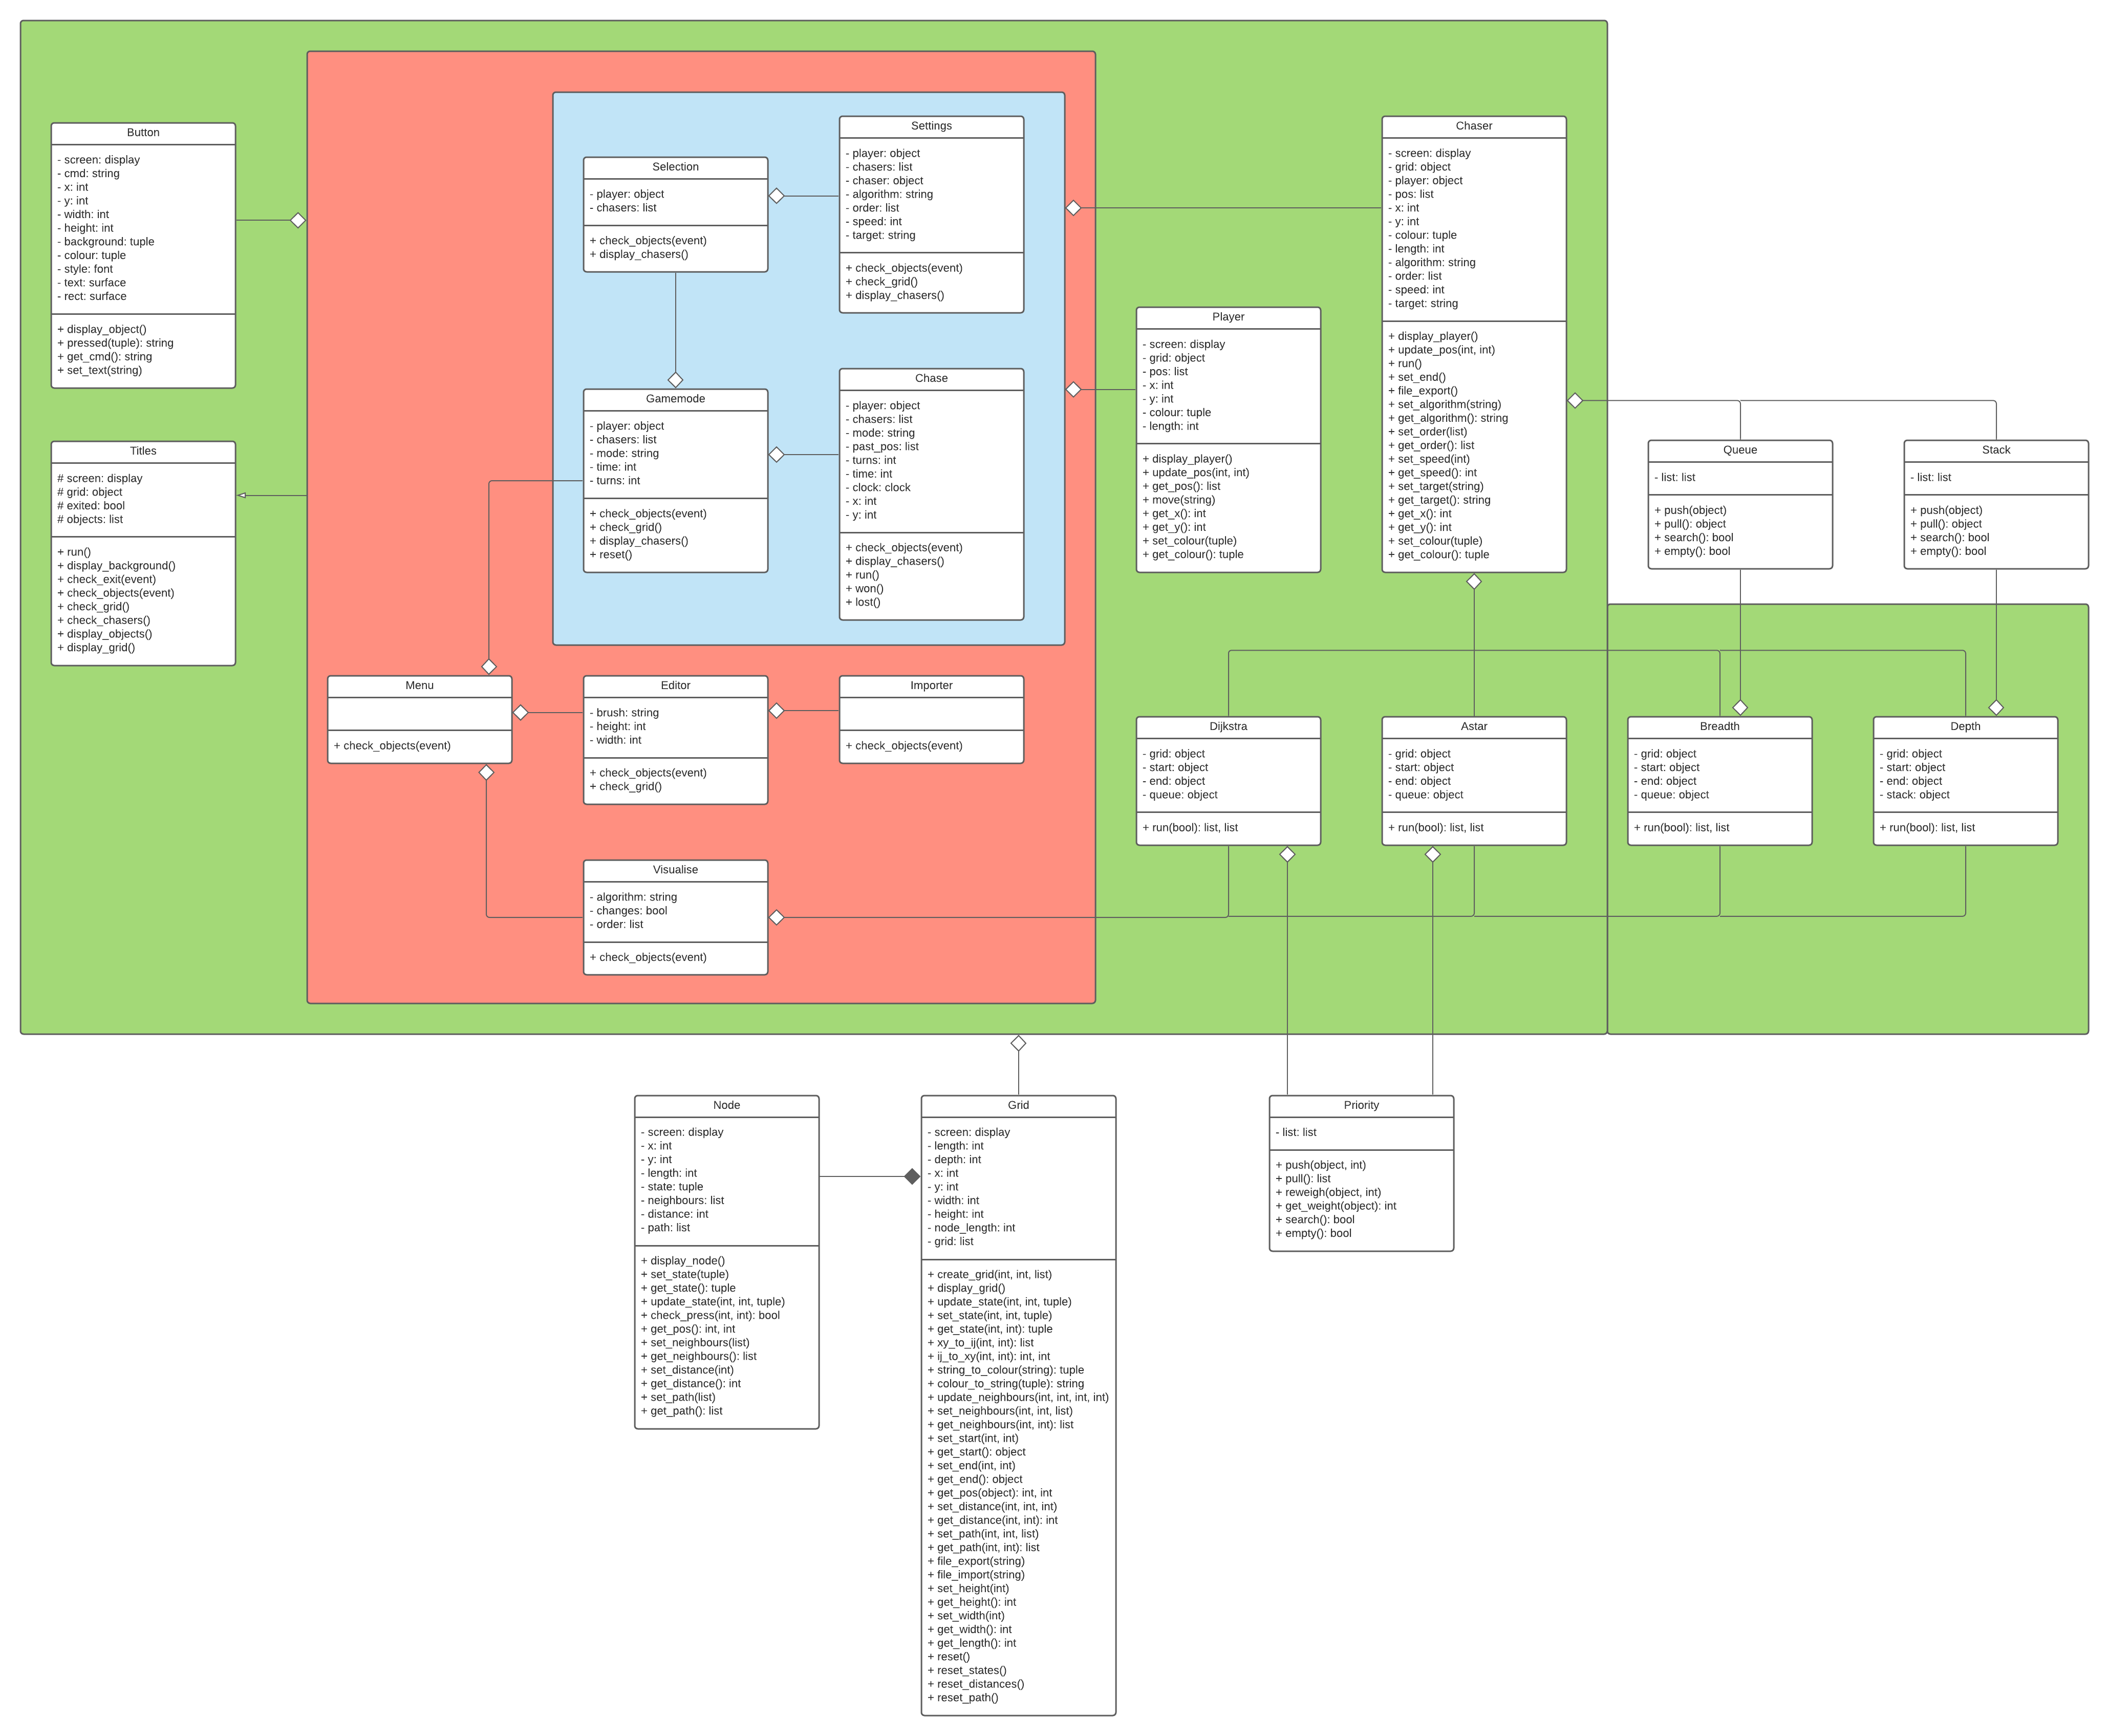 Button
- screen: display
- cmd: string
- x: int
- y: int
- width: int
- height: int
- background: tuple
- colour: tuple
- style: font
- text: surface
- rect: surface
+ display_object()
+ pressed(tuple): string
+ get_cmd(): string
+ set_text(string)
Titles
# screen: display
# grid: object
# exited: bool
# objects: list
+ run()
+ display_background()
+ check_exit(event)
+ check_objects(event)
+ check_grid()
+ check_chasers()
+ display_objects()
+ display_grid()
Selection
- player: object
- chasers: list
+ check_objects(event)
+ display_chasers()
Settings
- player: object
- chasers: list
- chaser: object
- algorithm: string
- order: list
- speed: int
- target: string
+ check_objects(event)
+ check_grid()
+ display_chasers()
Gamemode
- player: object
- chasers: list
- mode: string
- time: int
- turns: int
+ check_objects(event)
+ check_grid()
+ display_chasers()
+ reset()
Chase
- player: object
- chasers: list
- mode: string
- past_pos: list
- turns: int
- time: int
- clock: clock
- x: int
- y: int
+ check_objects(event)
+ display_chasers()
+ run()
+ won()
+ lost()
Menu
+ check_objects(event)
Editor
- brush: string
- height: int
- width: int
+ check_objects(event)
+ check_grid()
Importer
+ check_objects(event)
Visualise
- algorithm: string
- changes: bool
- order: list
+ check_objects(event)
Player
- screen: display
- grid: object
- pos: list
- x: int
- y: int
- colour: tuple
- length: int
+ display_player()
+ update_pos(int, int)
+ get_pos(): list
+ move(string)
+ get_x(): int
+ get_y(): int
+ set_colour(tuple)
+ get_colour(): tuple
Chaser
- screen: display
- grid: object
- player: object
- pos: list
- x: int
- y: int
- colour: tuple
- length: int
- algorithm: string
- order: list
- speed: int
- target: string
+ display_player()
+ update_pos(int, int)
+ run()
+ set_end()
+ file_export()
+ set_algorithm(string)
+ get_algorithm(): string
+ set_order(list)
+ get_order(): list
+ set_speed(int)
+ get_speed(): int
+ set_target(string)
+ get_target(): string
+ get_x(): int
+ get_y(): int
+ set_colour(tuple)
+ get_colour(): tuple
Queue
- list: list
+ push(object)
+ pull(): object
+ search(): bool
+ empty(): bool
Stack
- list: list
+ push(object)
+ pull(): object
+ search(): bool
+ empty(): bool
Dijkstra
- grid: object
- start: object
- end: object
- queue: object
+ run(bool): list, list
Astar
- grid: object
- start: object
- end: object
- queue: object
+ run(bool): list, list
Breadth
- grid: object
- start: object
- end: object
- queue: object
+ run(bool): list, list
Depth
- grid: object
- start: object
- end: object
- stack: object
+ run(bool): list, list
Node
- screen: display
- x: int
- y: int
- length: int
- state: tuple
- neighbours: list
- distance: int
- path: list
+ display_node()
+ set_state(tuple)
+ get_state(): tuple
+ update_state(int, int, tuple)
+ check_press(int, int): bool
+ get_pos(): int, int
+ set_neighbours(list)
+ get_neighbours(): list
+ set_distance(int)
+ get_distance(): int
+ set_path(list)
+ get_path(): list
Grid
- screen: display
- length: int
- depth: int
- x: int
- y: int
- width: int
- height: int
- node_length: int
- grid: list
+ create_grid(int, int, list)
+ display_grid()
+ update_state(int, int, tuple)
+ set_state(int, int, tuple)
+ get_state(int, int): tuple
+ xy_to_ij(int, int): list
+ ij_to_xy(int, int): int, int
+ string_to_colour(string): tuple
+ colour_to_string(tuple): string
+ update_neighbours(int, int, int, int)
+ set_neighbours(int, int, list)
+ get_neighbours(int, int): list
+ set_start(int, int)
+ get_start(): object
+ set_end(int, int)
+ get_end(): object
+ get_pos(object): int, int
+ set_distance(int, int, int)
+ get_distance(int, int): int
+ set_path(int, int, list)
+ get_path(int, int): list
+ file_export(string)
+ file_import(string)
+ set_height(int)
+ get_height(): int
+ set_width(int)
+ get_width(): int
+ get_length(): int
+ reset()
+ reset_states()
+ reset_distances()
+ reset_path()
Priority
- list: list
+ push(object, int)
+ pull(): list
+ reweigh(object, int)
+ get_weight(object): int
+ search(): bool
+ empty(): bool